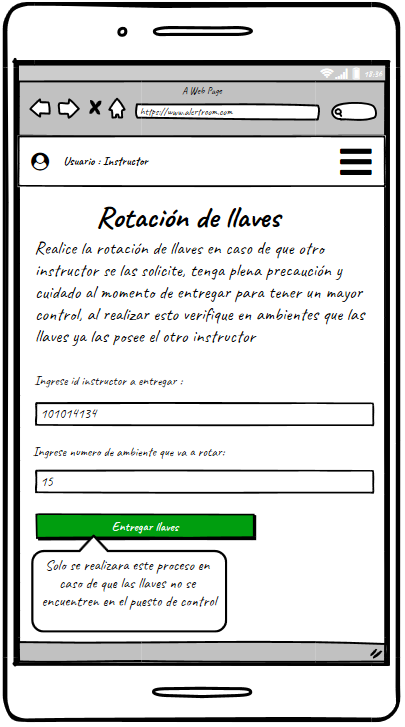 18:36
A Web Page
https://www.alertroom.com
Usuario : Instructor
Rotación de llaves
Realice la rotación de llaves en caso de que otro
instructor se las solicite, tenga plena precaución y
cuidado al momento de entregar para tener un mayor
control, al realizar esto verifique en ambientes que las
llaves ya las posee el otro instructor
Ingrese id instructor a entregar :
101014134
Ingrese numero de ambiente que va a rotar:
15
Entregar llaves
Solo se realizara este proceso en
caso de que las llaves no se
encuentren en el puesto de control